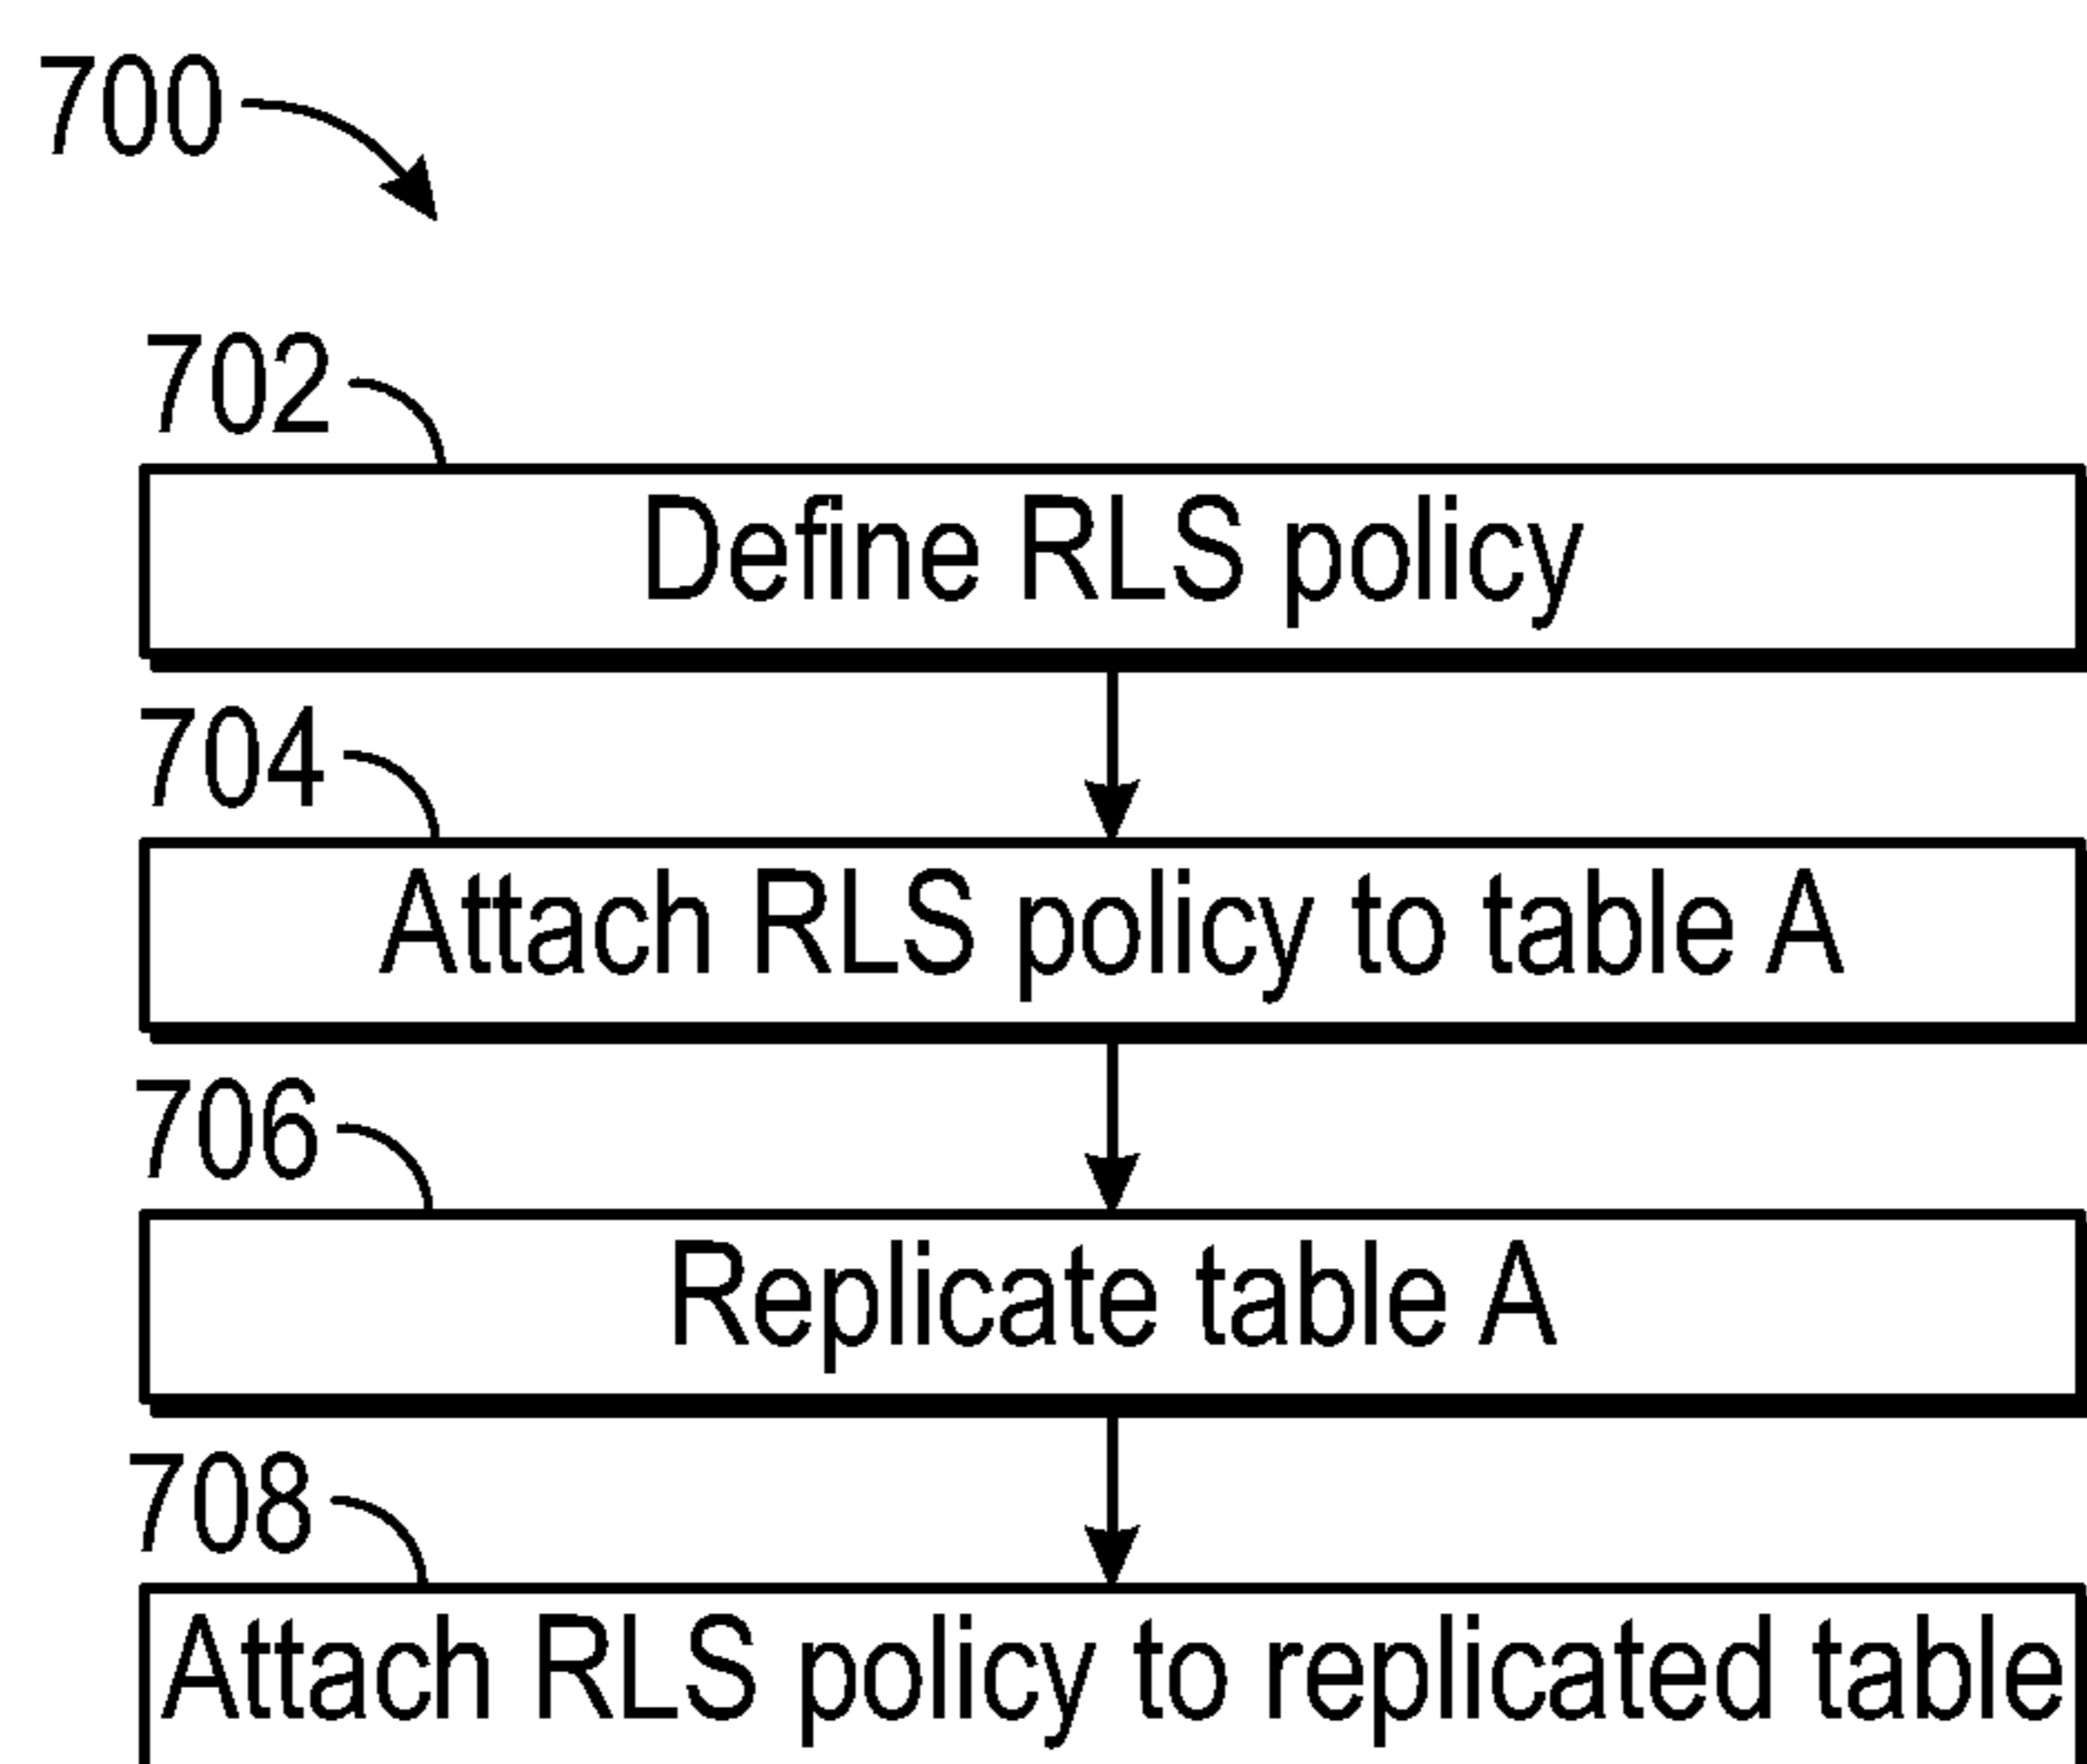 700
702
Define RLS policy
704
Attach RLS policy to table A
706
Replicate table A
708
Attach RLS policy to replicated table